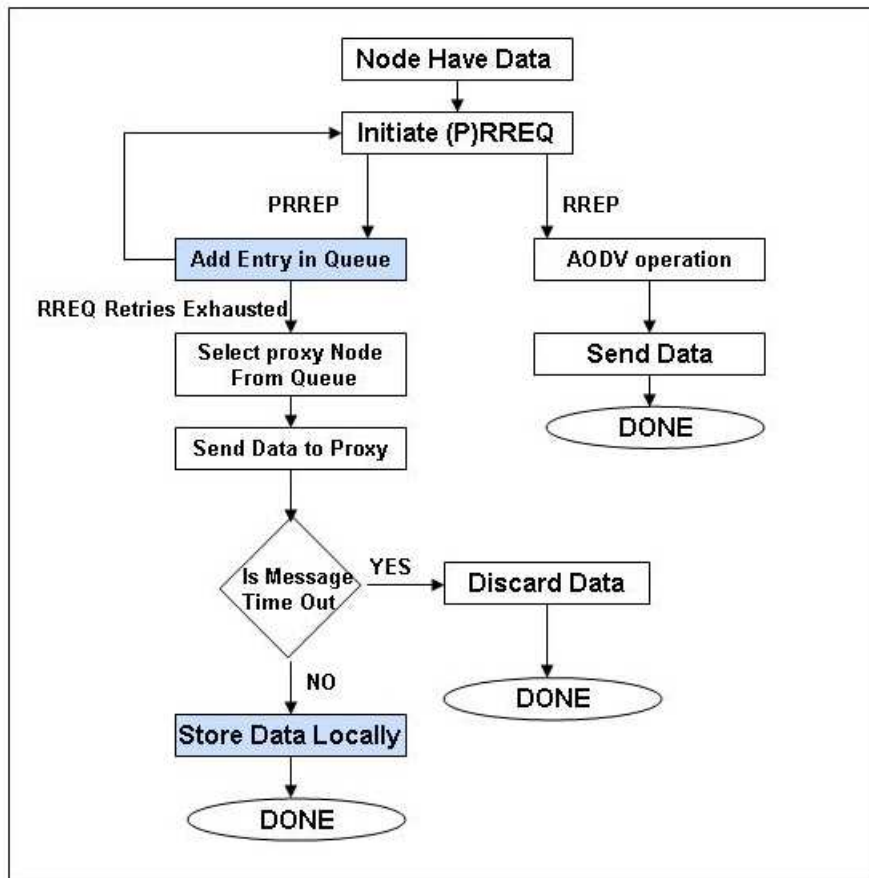 Node Have Data
Initiate (P)RREQ
PRREP
RREP
Add Entry in Queue
AODV operation
RREQ Retries Exhausted
Select proxy Node
From Queue
Send Data
DONE
Send Data to Proxy
Is Message
Time Out
YES
Discard Data
DONE
NO
Store Data Locally
DONE